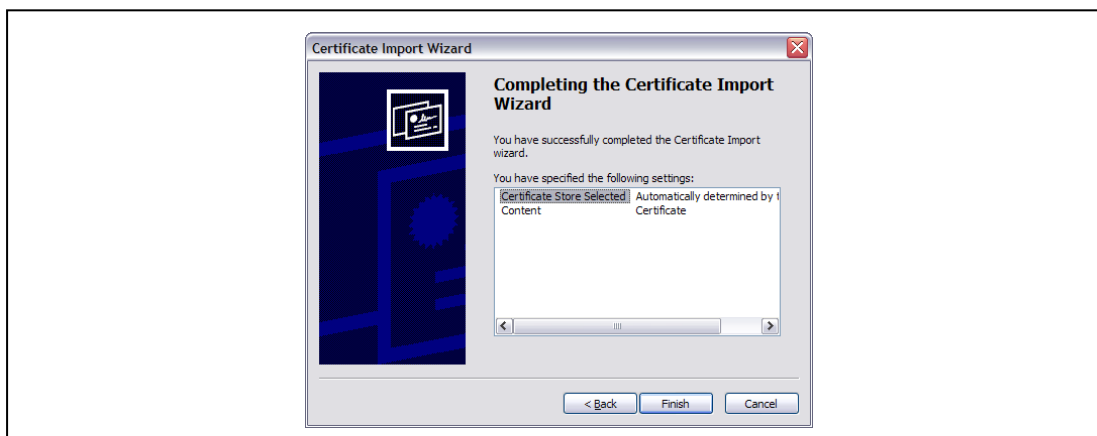 Certificate Import Wizard
Completing the Certificate Import
Wizard
You have successfully completed the Certificate Import
wizard.
You have specified the following settings:
Certificate Store Selected Automatically determined by t
Content Certificate
< Back Finish Cancel